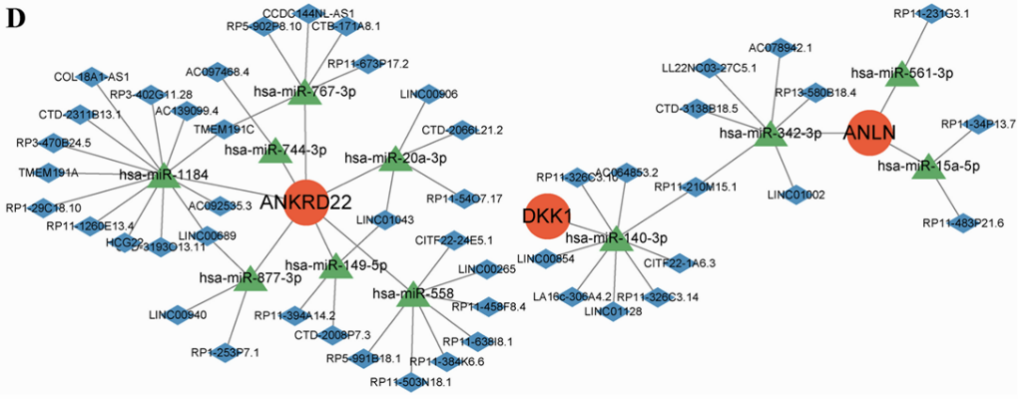 D
RP11-231G3.1
CCDC144NL-AS1
RP5-902P8.10
CTB-171A8.1
AC078942.1
RP11-673P17.2
LL22NC03-27C5.1
AC097468.4
hsa-miR-561-3p
COL18A1-AS1
hsa-miR-767-3p
RP13-580B18.4
RP3-402G11.28
LINC00906
CTD-3138B18.5
AC139099.4
CTD-2311B13.1
RP11-34P13.7
TMEM191C
CTD-2066L21.2
hsa-miR-342-3p
ANLN
RP3-470B24.5
hsa-miR-744-3p
hsa-miR-20a-3p
hsa-miR-15a-5p
TMEM191A
hsa-miR-1184
RP11-326C3.10
AC064853.2
RP11-210M15.1
LINC01002
RP11-54O7.17
ANKRD22
AC092535.3
RP1-29C18.10
DKK1
LINC01043
RP11-483P21.6
RP11-1260E13.4
LINC00689
HCG22
3193O13.11
CITF22-24E5.1
hsa-miR-140-3p
LINC00854
CITF22-1A6.3
hsa-miR-149-5p
LINC00265
hsa-miR-877-3p
hsa-miR-558
LA16c-306A4.2
RP11-326C3.14
RP11-458F8.4
LINC01128
LINC00940
RP11-394A14.2
CTD-2008P7.3
RP11-638I8.1
RP1-253P7.1
RP5-991B18.1
RP11-384K6.6
RP11-503N18.1